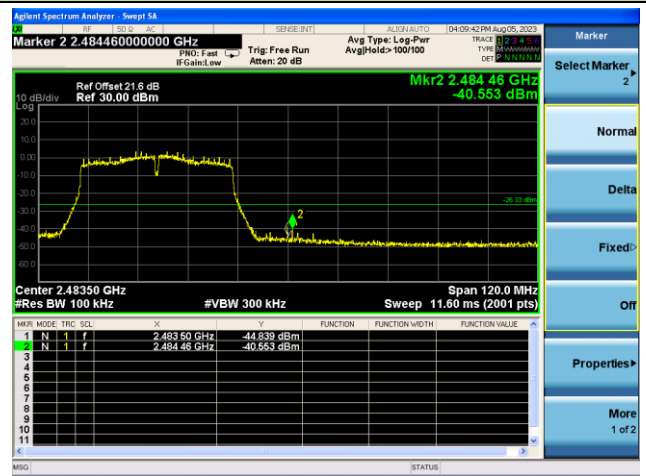 Agilent Spectrum Analyzer - Swept SA
RF 50 Ω AC SENSE:INT ALIGN AUTO 04:09:42 PM Aug 05, 2023
Marker 2 2.484460000000 GHz
PNO: Fast
IFGain:Low
Trig: Free Run
Atten: 20 dB
Avg Type: Log-Pwr
Avg|Hold:> 100/100
TRACE 1 2 3 4 5 6
TYPE M
DET P N N N N N
Ref Offset 21.6 dB
Ref 30.00 dBm
10 dB/div
Log
Mkr2 2.484 46 GHz
-40.553 dBm
20.0
10.0
0.00
-10.0
-20.0
-30.0
-40.0
-50.0
-60.0
-26.33 dBm
2
Center 2.48350 GHz
#Res BW 100 kHz
#VBW 300 kHz
Span 120.0 MHz
Sweep 11.60 ms (2001 pts)
MKR MODE TRC SCL X Y FUNCTION FUNCTION WIDTH FUNCTION VALUE
1 N 1 f 2.483 50 GHz -44.839 dBm
2 N 1 f 2.484 46 GHz -40.553 dBm
3
4
5
6
7
8
9
10
11
MSG STATUS
Marker
Select Marker
2
Normal
Delta
Fixed
Off
Properties
More
1 of 2